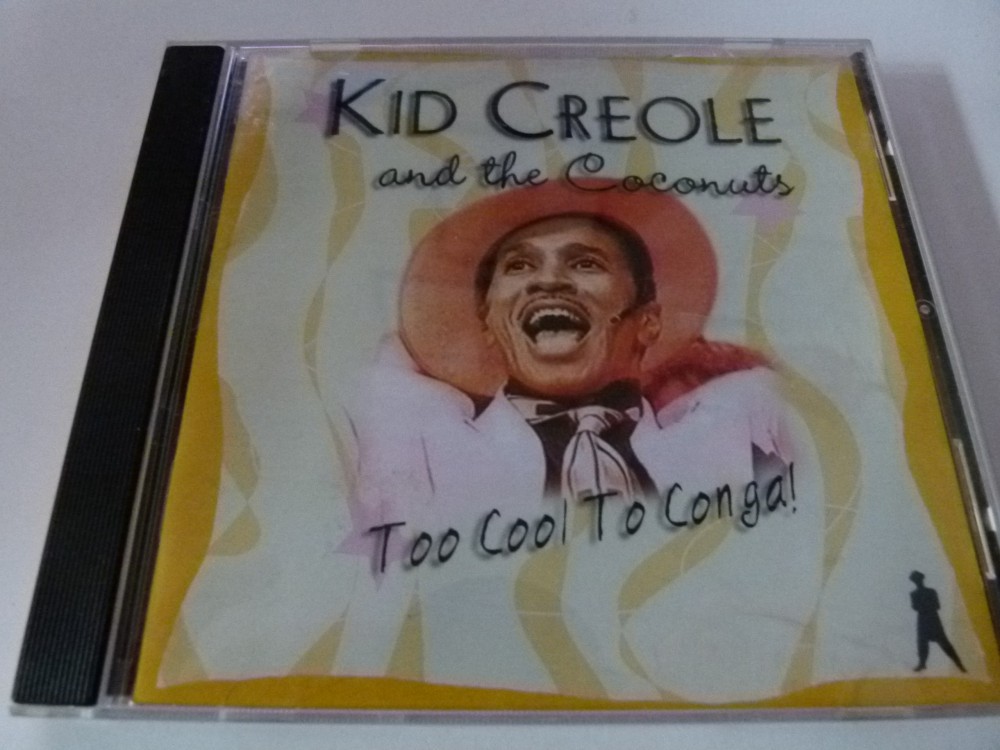 KID CREOLE
and the Coconuts
Too Cool To Conga!